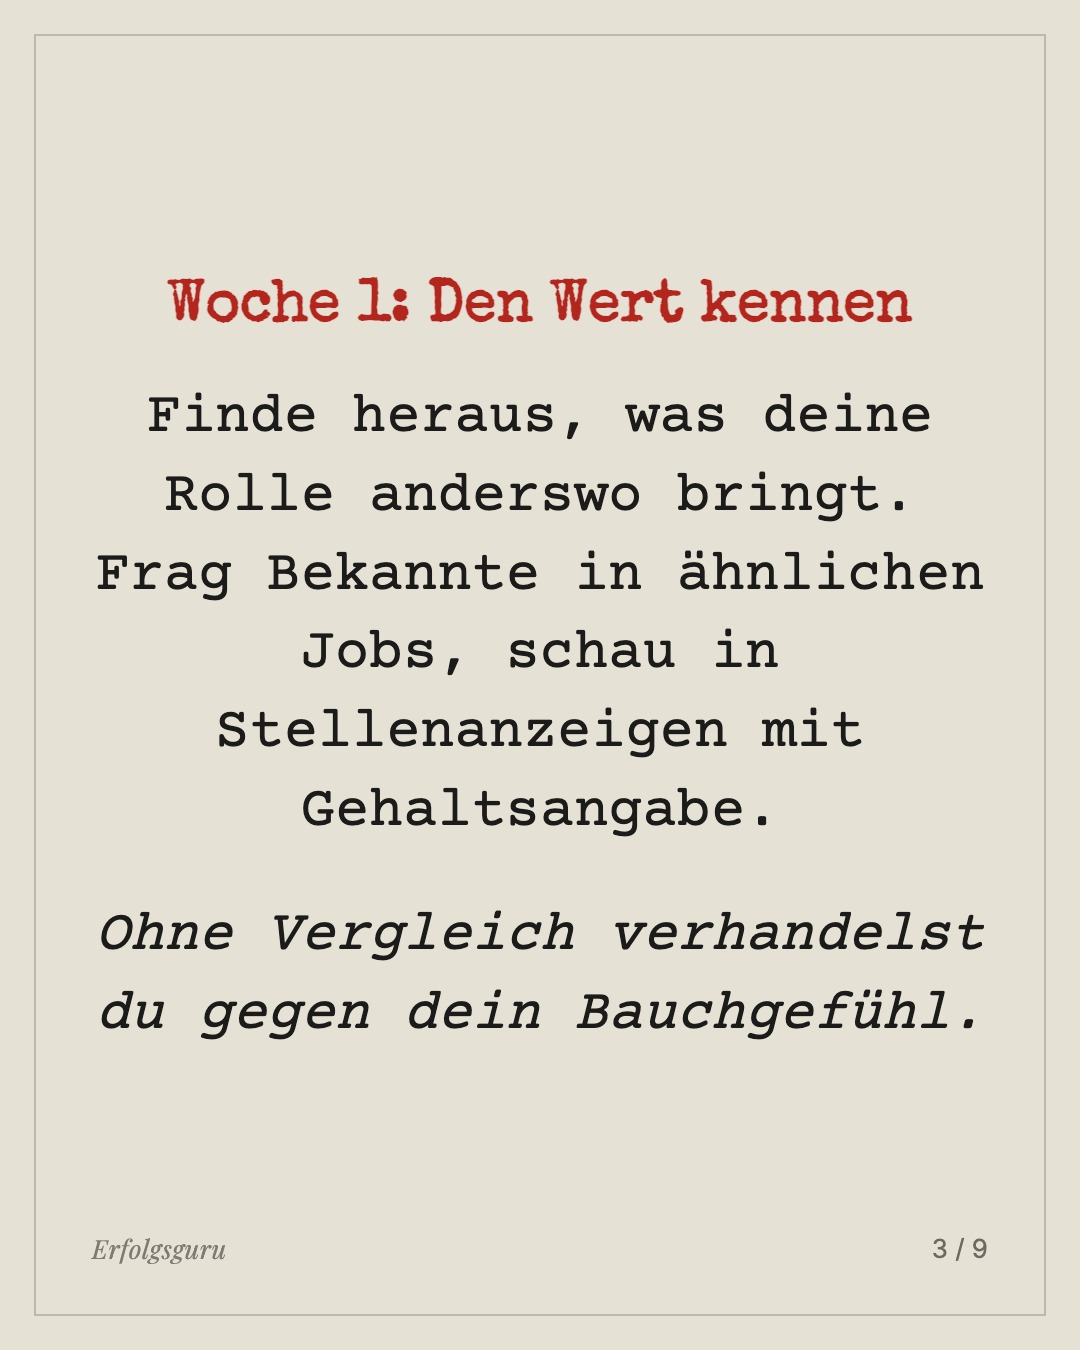 Woche 1: Den Wert kennen
Finde heraus, was deine
Rolle anderswo bringt.
Frag Bekannte in ähnlichen
Jobs, schau in
Stellenanzeigen mit
Gehaltsangabe.
Ohne Vergleich verhandelst
du gegen dein Bauchgefühl.
Erfolgsguru
3 / 9